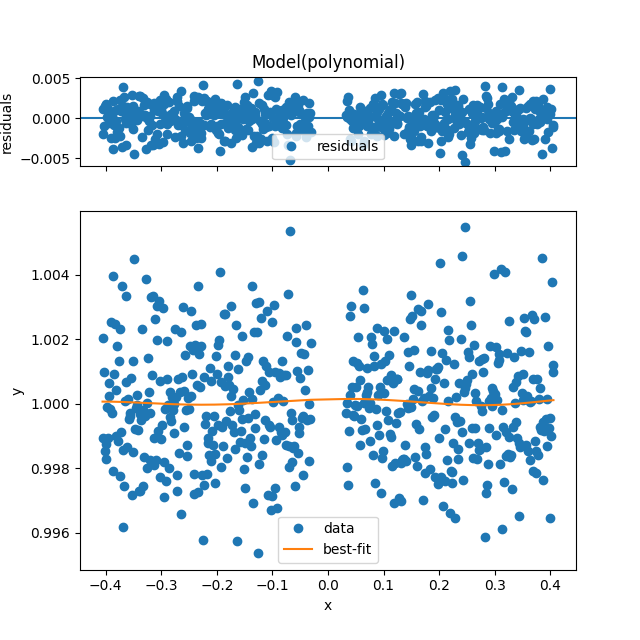 Model(polynomial)
0.005
0.000
−0.005
residuals
residuals
1.004
1.002
1.000
0.998
0.996
y
data
best-fit
−0.4 −0.3 −0.2 −0.1 0.0 0.1 0.2 0.3 0.4
x